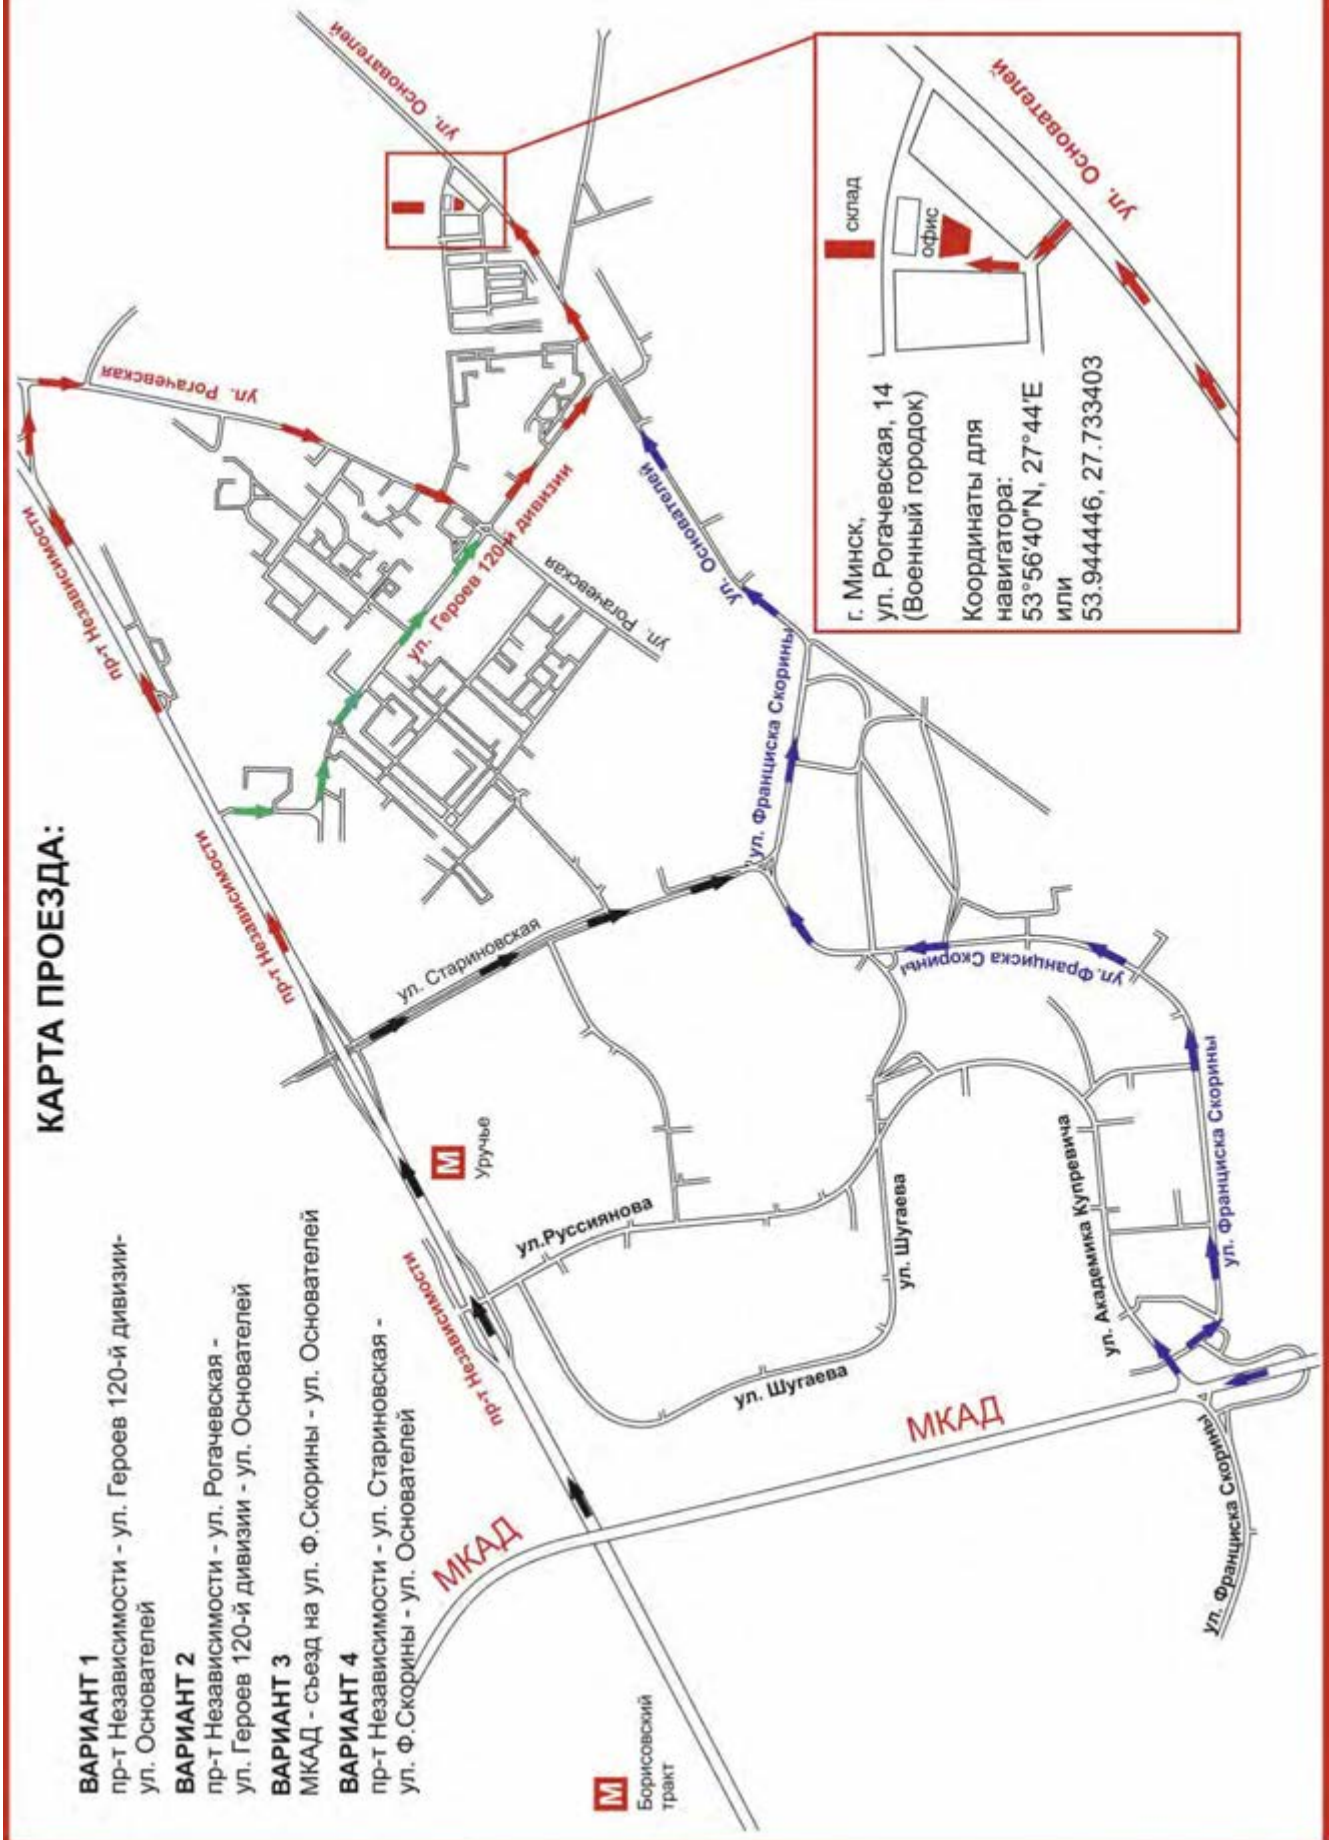 КАРТА ПРОЕЗДА:
ВАРИАНТ 1
пр-т Независимости - ул. Героев 120-й дивизии-
ул. Основателей
ВАРИАНТ 2
пр-т Независимости - ул. Рогачевская -
ул. Героев 120-й дивизии - ул. Основателей
ВАРИАНТ 3
МКАД - съезд на ул. Ф.Скорины - ул. Основателей
ВАРИАНТ 4
пр-т Независимости - ул. Стариновская -
ул. Ф.Скорины - ул. Основателей
М
Борисовский
тракт
МКАД
МКАД
пр-т Независимости
М
Уручье
пр-т Независимости
пр-т Независимости
ул. Рогачевская
ул. Основателей
ул. Героев 120-й дивизии
ул. Рогачевская
ул. Стариновская
ул.Руссиянова
ул. Шугаева
ул. Шугаева
ул. Академика Купревича
ул. Франциска Скорины
ул. Франциска Скорины
ул. Франциска Скорины
ул. Франциска Скорины
ул. Основателей
г. Минск,
ул. Рогачевская, 14
(Военный городок)
Координаты для
навигатора:
53°56'40"N, 27°44'E
или
53.944446, 27.733403
склад
офис
ул. Основателей